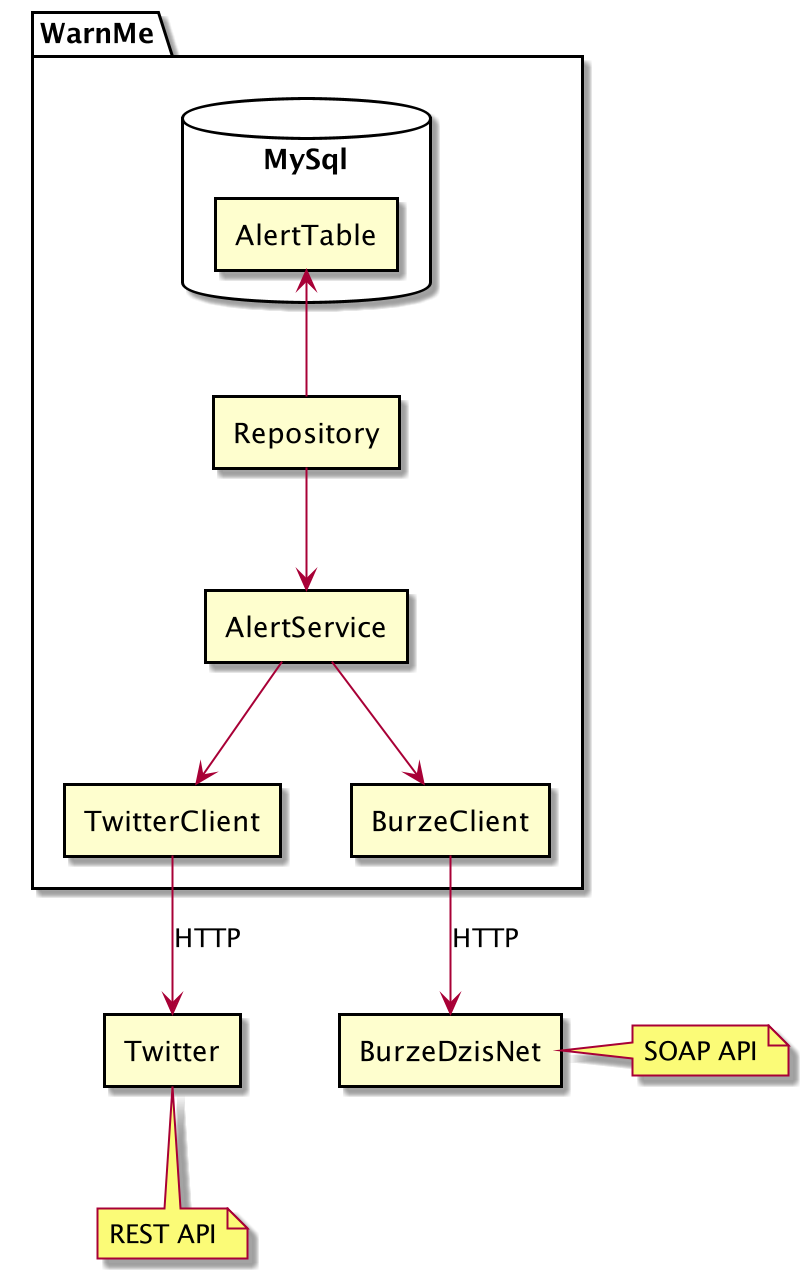 WarnMe
MySql
AlertTable
Repository
AlertService
TwitterClient
BurzeClient
HTTP
HTTP
Twitter
BurzeDzisNet
SOAP API
REST API